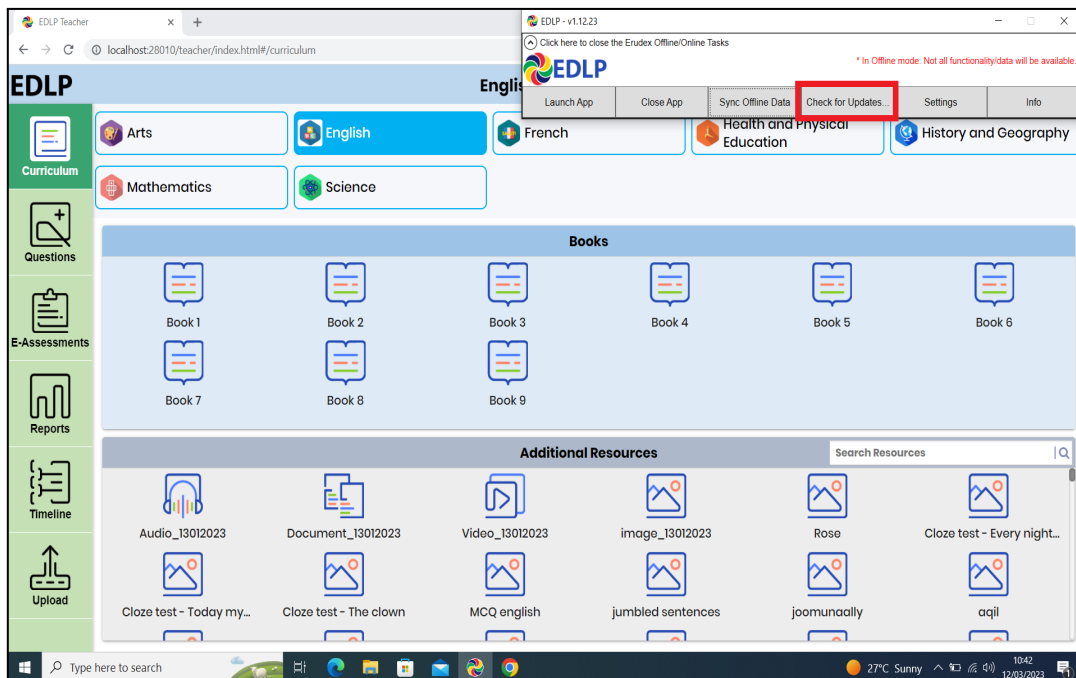 EDLP Teacher
EDLP - v1.12.23
localhost:28010/teacher/index.html#/curriculum
Click here to close the Erudex Offline/Online Tasks
EDLP
* In Offline mode: Not all functionality/data will be available.
Launch App
Close App
Sync Offline Data
Check for Updates...
Settings
Info
EDLP
Curriculum
Questions
E-Assessments
Reports
Timeline
Upload
Arts
English
French
Health and Physical
Education
History and Geography
Mathematics
Science
Books
Book 1
Book 2
Book 3
Book 4
Book 5
Book 6
Book 7
Book 8
Book 9
Additional Resources
Search Resources
Audio_13012023
Document_13012023
Video_13012023
image_13012023
Rose
Cloze test - Every night...
Cloze test - Today my...
Cloze test - The clown
MCQ english
jumbled sentences
joomunaally
aqil
Type here to search
27°C Sunny
10:42
12/03/2023
1